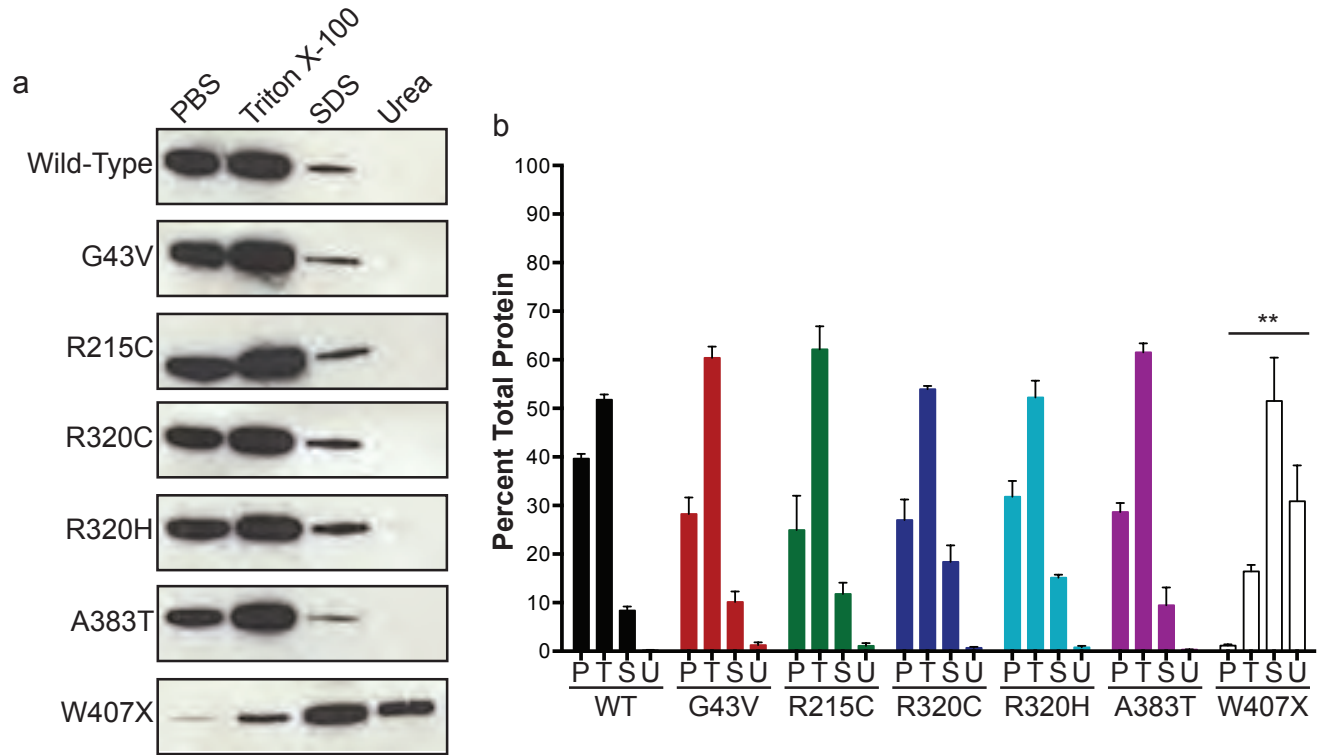 a
PBS
Triton X-100
SDS
Urea
Wild-Type
G43V
R215C
R320C
R320H
A383T
W407X
b
Percent Total Protein
100
90
80
70
60
50
40
30
20
10
0
**
P T S U P T S U P T S U P T S U P T S U P T S U P T S U
WT G43V R215C R320C R320H A383T W407X